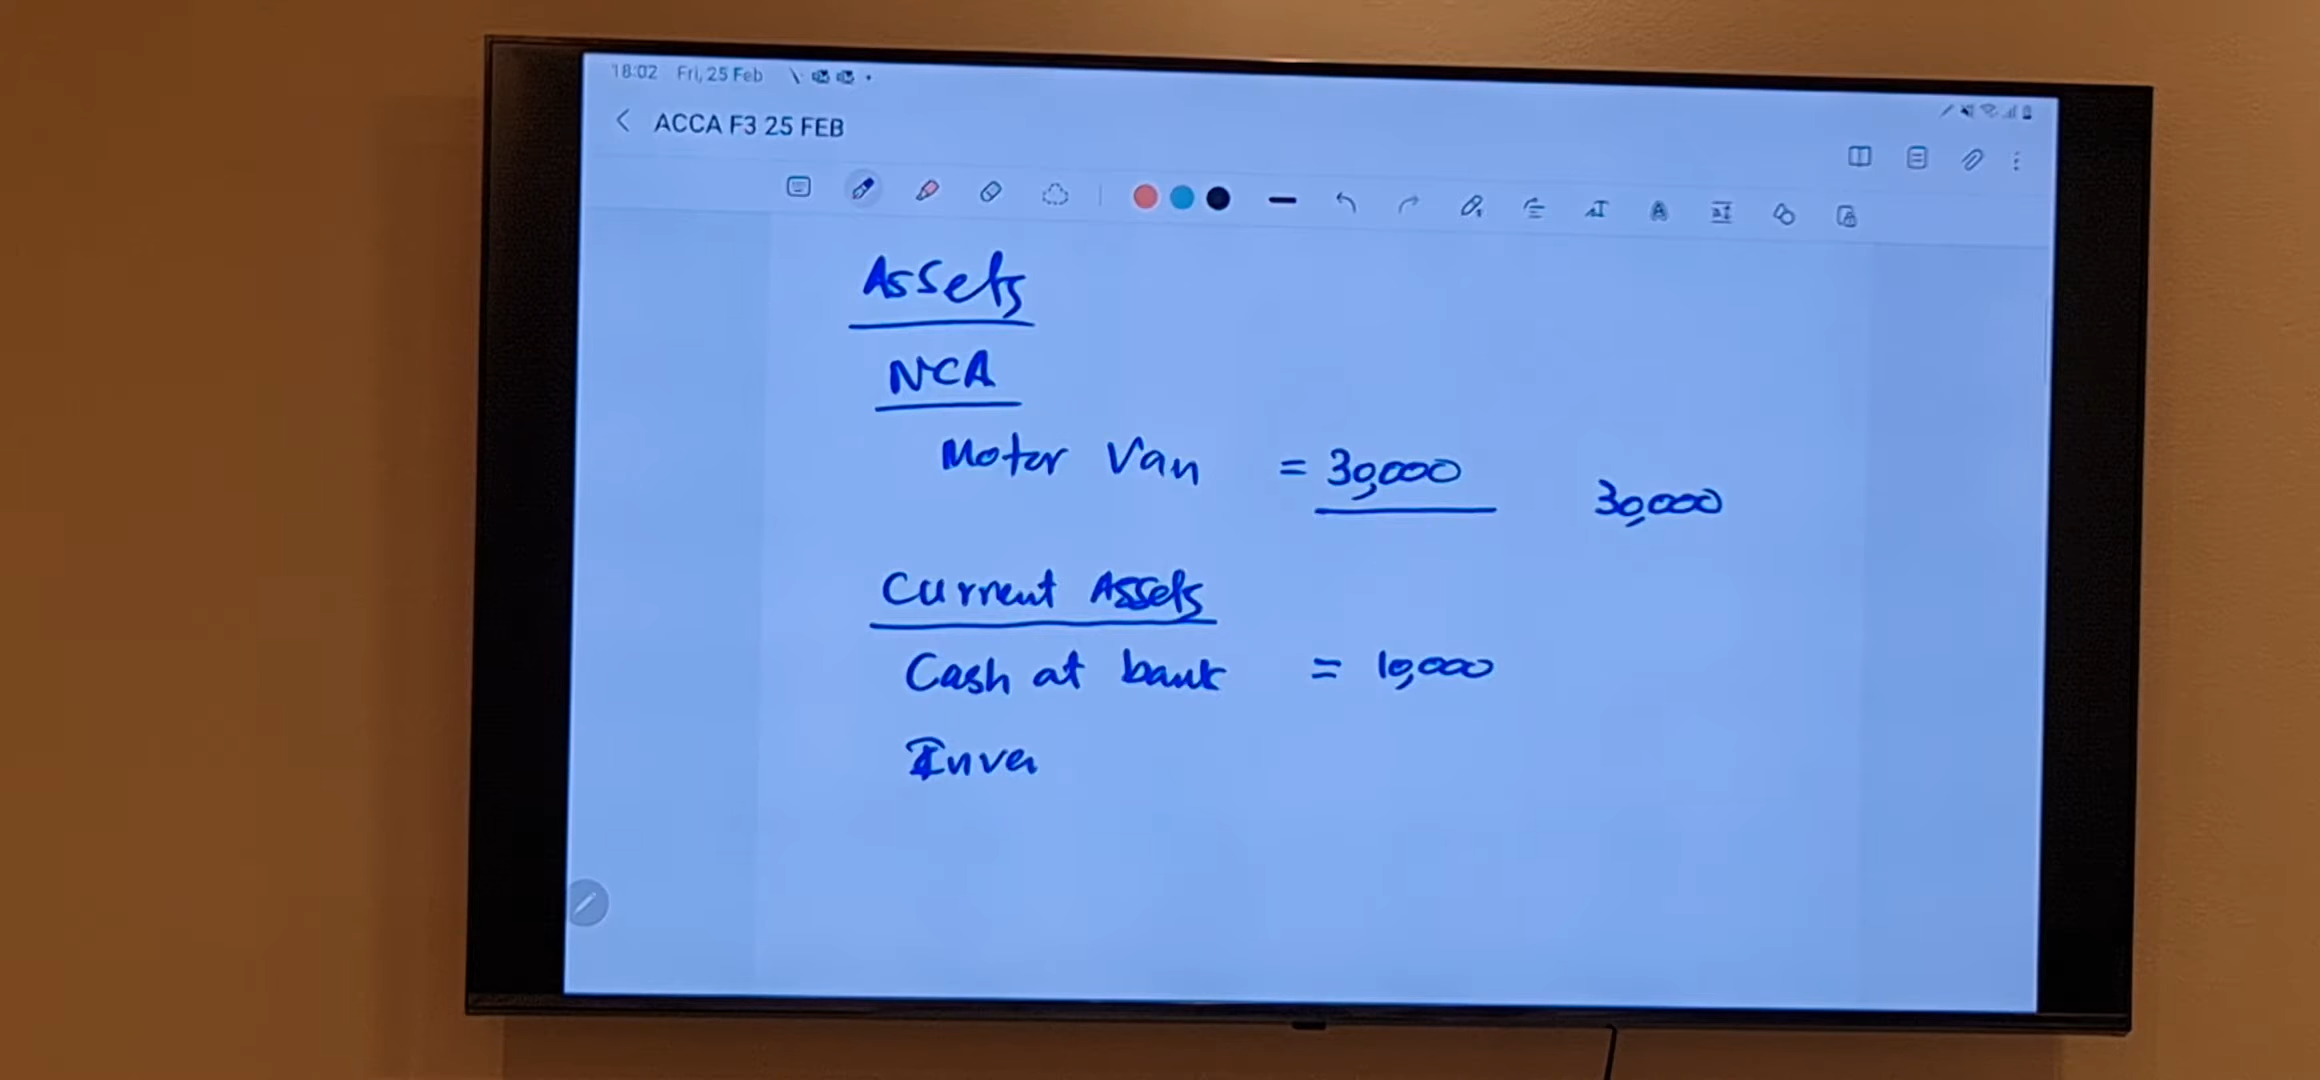 18:02 Fri, 25 Feb
ACCA F3 25 FEB
Assets
NCA
Motor Van = 30,000 30,000
Current Assets
Cash at bank = 10,000
Inve